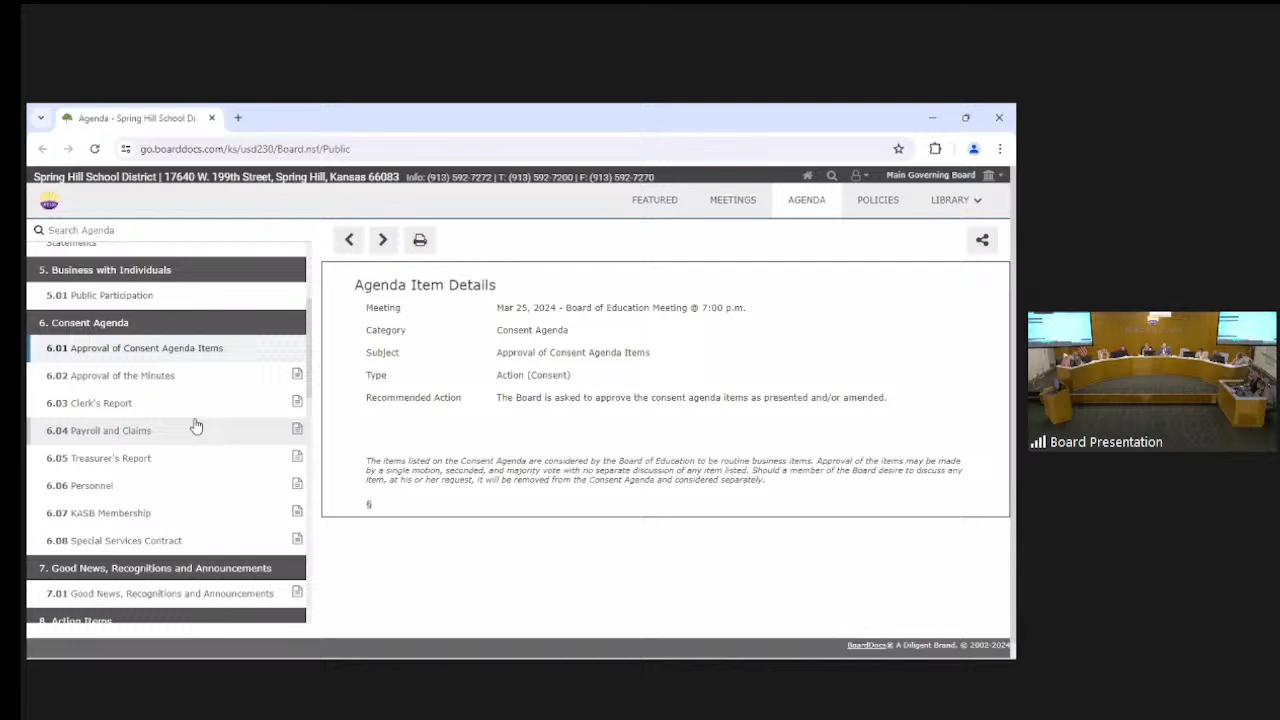 Agenda - Spring Hill School Di
go.boarddocs.com/ks/usd230/Board.nsf/Public
Spring Hill School District | 17640 W. 199th Street, Spring Hill, Kansas 66083 Info: (913) 592-7272 | T: (913) 592-7200 | F: (913) 592-7270
Main Governing Board
FEATURED MEETINGS AGENDA POLICIES LIBRARY
Search Agenda
Statements
5. Business with Individuals
5.01 Public Participation
6. Consent Agenda
6.01 Approval of Consent Agenda Items
6.02 Approval of the Minutes
6.03 Clerk's Report
6.04 Payroll and Claims
6.05 Treasurer's Report
6.06 Personnel
6.07 KASB Membership
6.08 Special Services Contract
7. Good News, Recognitions and Announcements
7.01 Good News, Recognitions and Announcements
8. Action Items
Agenda Item Details
Meeting Mar 25, 2024 - Board of Education Meeting @ 7:00 p.m.
Category Consent Agenda
Subject Approval of Consent Agenda Items
Type Action (Consent)
Recommended Action The Board is asked to approve the consent agenda items as presented and/or amended.
The items listed on the Consent Agenda are considered by the Board of Education to be routine business items. Approval of the items may be made
by a single motion, seconded, and majority vote with no separate discussion of any item listed. Should a member of the Board desire to discuss any
item, at his or her request, it will be removed from the Consent Agenda and considered separately.
§
BoardDocs® A Diligent Brand. © 2002-2024
Board Presentation